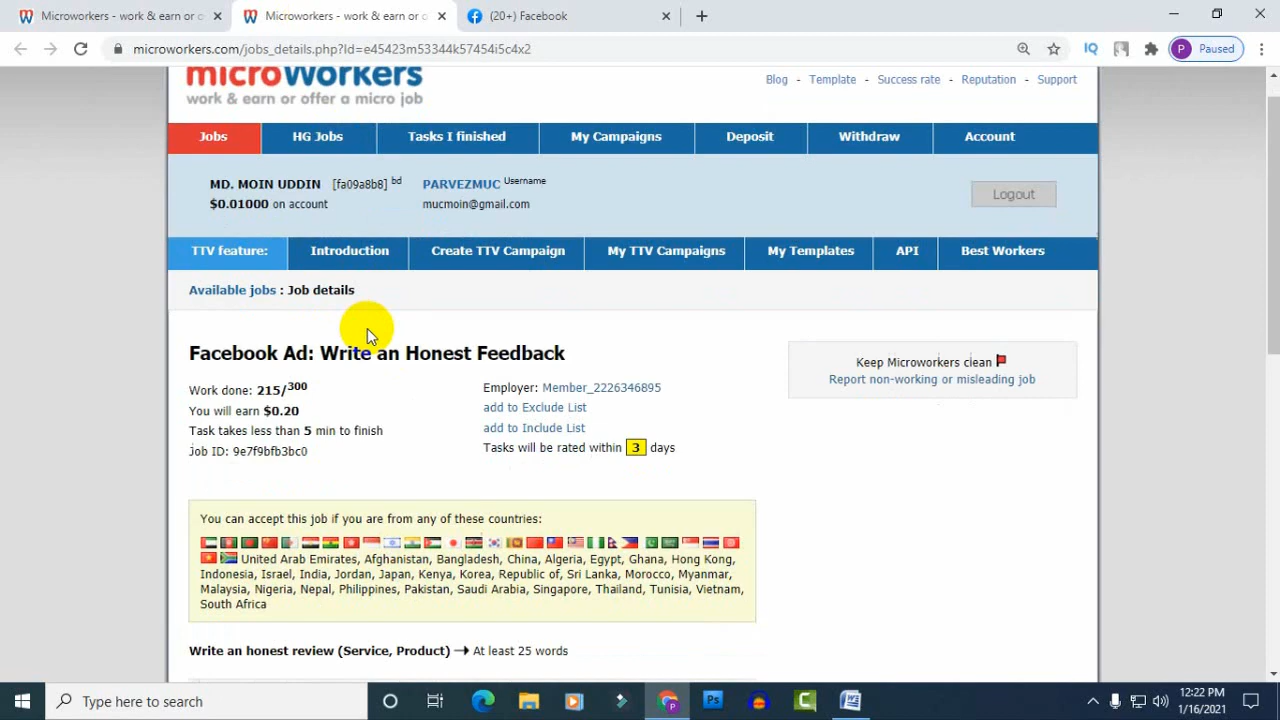 Microworkers - work & earn or o
Microworkers - work & earn or o
(20+) Facebook
microworkers.com/jobs_details.php?Id=e45423m53344k57454i5c4x2
IQ
P
Paused
microWorkers
work & earn or offer a micro job
Blog - Template - Success rate - Reputation - Support
Jobs
HG Jobs
Tasks I finished
My Campaigns
Deposit
Withdraw
Account
MD. MOIN UDDIN [fa09a8b8] bd
PARVEZMUC Username
$0.01000 on account
mucmoin@gmail.com
Logout
TTV feature:
Introduction
Create TTV Campaign
My TTV Campaigns
My Templates
API
Best Workers
Available jobs : Job details
Facebook Ad: Write an Honest Feedback
Work done: 215/300
You will earn $0.20
Task takes less than 5 min to finish
Job ID: 9e7f9bfb3bc0
Employer: Member_2226346895
add to Exclude List
add to Include List
Tasks will be rated within 3 days
Keep Microworkers clean
Report non-working or misleading job
You can accept this job if you are from any of these countries:
United Arab Emirates, Afghanistan, Bangladesh, China, Algeria, Egypt, Ghana, Hong Kong,
Indonesia, Israel, India, Jordan, Japan, Kenya, Korea, Republic of, Sri Lanka, Morocco, Myanmar,
Malaysia, Nigeria, Nepal, Philippines, Pakistan, Saudi Arabia, Singapore, Thailand, Tunisia, Vietnam,
South Africa
Write an honest review (Service, Product) → At least 25 words
Type here to search
P
Ps
C
W
12:22 PM
1/16/2021